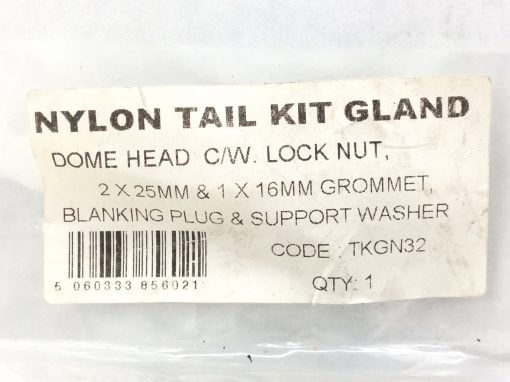 NYLON TAIL KIT GLAND
DOME HEAD C/W. LOCK NUT,
2 X 25MM & 1 X 16MM GROMMET,
BLANKING PLUG & SUPPORT WASHER
CODE : TKGN32
5 060333 856021
QTY: 1